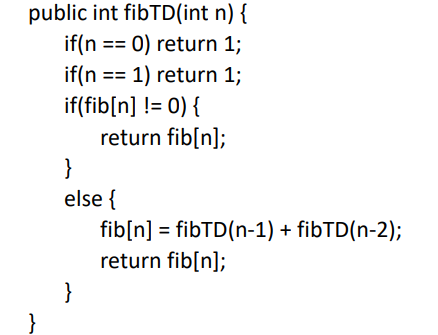 public int fibTD(int n) {
if(n == 0) return 1;
if(n == 1) return 1;
if(fib[n] != 0) {
return fib[n];
}
else {
fib[n] = fibTD(n-1) + fibTD(n-2);
return fib[n];
}
}